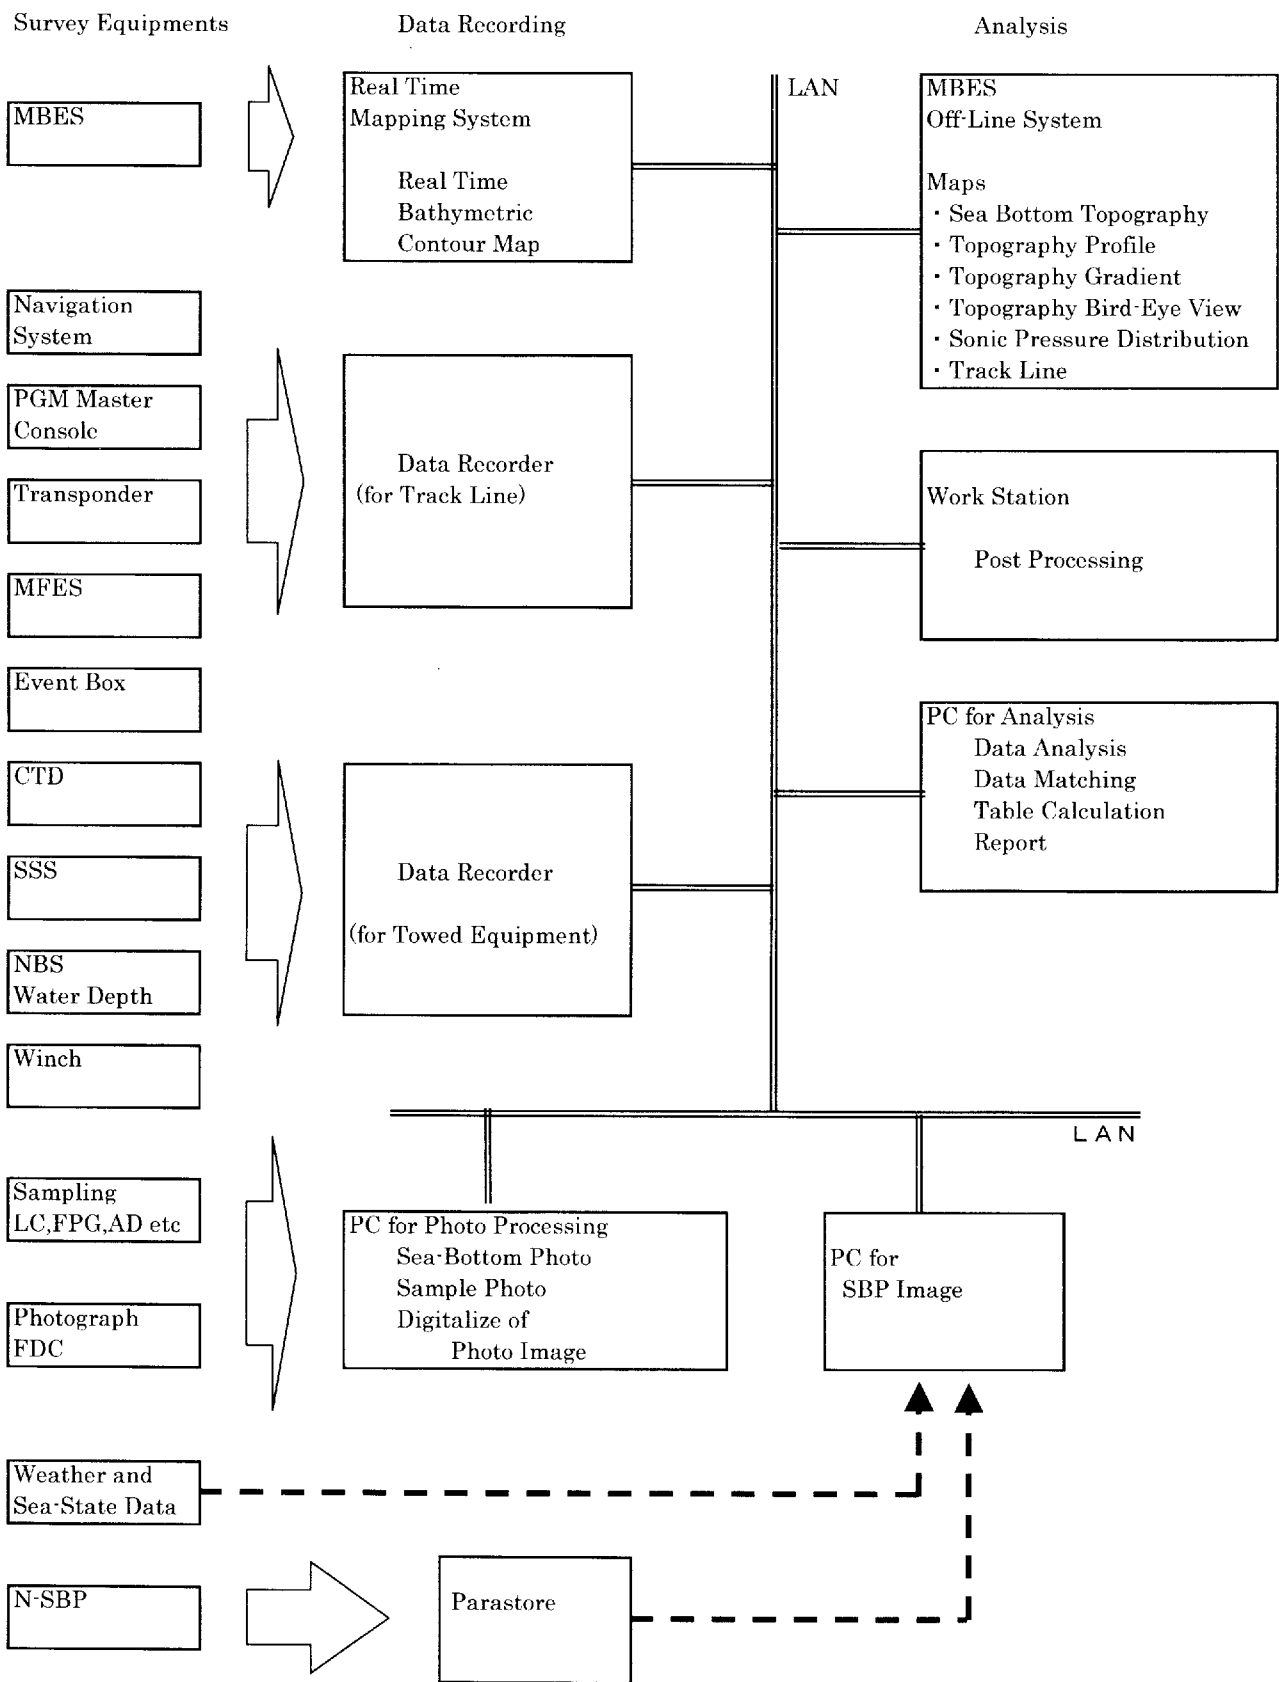 Survey Equipments
Data Recording
Analysis
MBES
Real Time
Mapping System
Real Time
Bathymetric
Contour Map
LAN
MBES
Off-Line System
Maps
・Sea Bottom Topography
・Topography Profile
・Topography Gradient
・Topography Bird-Eye View
・Sonic Pressure Distribution
・Track Line
Navigation
System
PGM Master
Console
Transponder
MFES
Data Recorder
(for Track Line)
Work Station
Post Processing
Event Box
CTD
SSS
NBS
Water Depth
Winch
Data Recorder
(for Towed Equipment)
PC for Analysis
Data Analysis
Data Matching
Table Calculation
Report
LAN
Sampling
LC,FPG,AD etc
Photograph
FDC
PC for Photo Processing
Sea-Bottom Photo
Sample Photo
Digitalize of
Photo Image
PC for
SBP Image
Weather and
Sea-State Data
N-SBP
Parastore